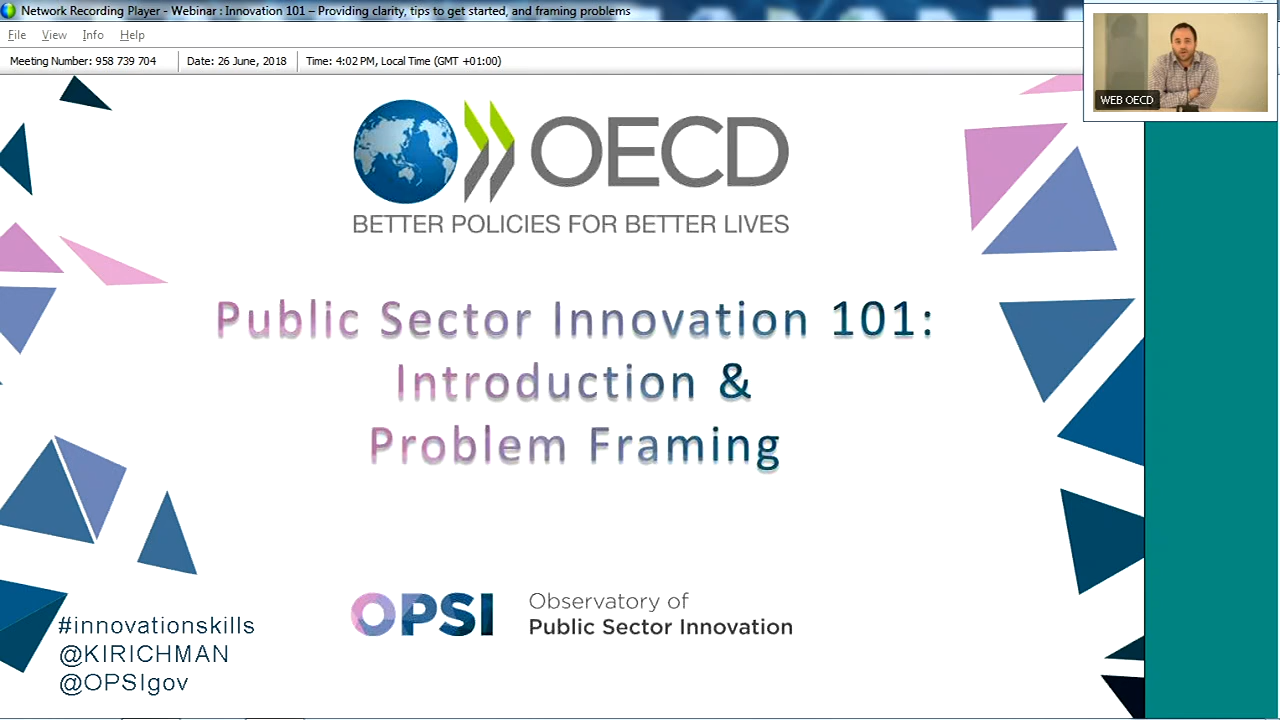 Network Recording Player - Webinar : Innovation 101 – Providing clarity, tips to get started, and framing problems
File View Info Help
Meeting Number: 958 739 704 Date: 26 June, 2018 Time: 4:02 PM, Local Time (GMT +01:00)
WEB OECD
OECD
BETTER POLICIES FOR BETTER LIVES
Public Sector Innovation 101:
Introduction &
Problem Framing
OPSI
Observatory of
Public Sector Innovation
#innovationskills
@KIRICHMAN
@OPSIgov